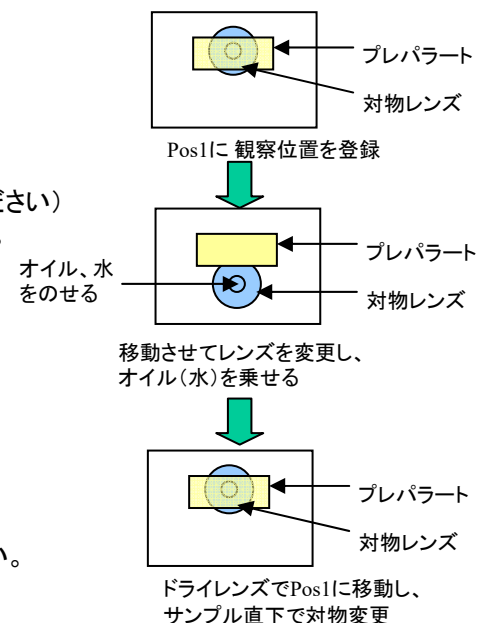 プレパラート
対物レンズ
Pos1に 観察位置を登録
ださい)
プレパラート
オイル、水
をのせる
対物レンズ
移動させてレンズを変更し、
オイル(水)を乗せる
プレパラート
対物レンズ
い。
ドライレンズでPos1に移動し、
サンプル直下で対物変更